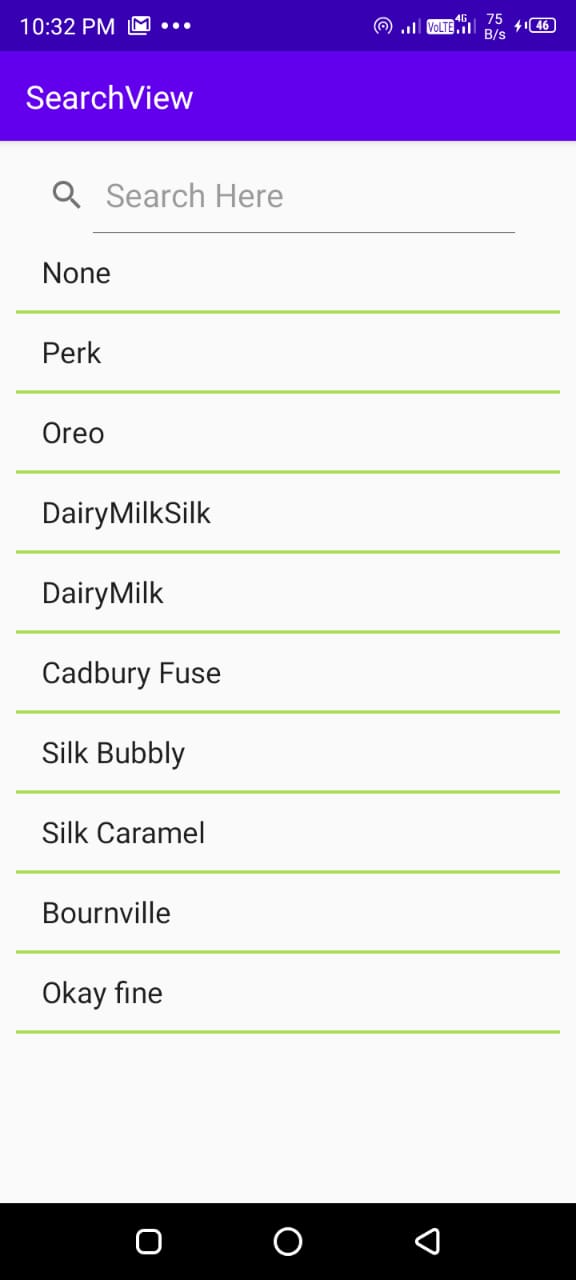 10:32 PM 4G 75
VoLTE B/s 46
SearchView
Search Here
None
Perk
Oreo
DairyMilkSilk
DairyMilk
Cadbury Fuse
Silk Bubbly
Silk Caramel
Bournville
Okay fine